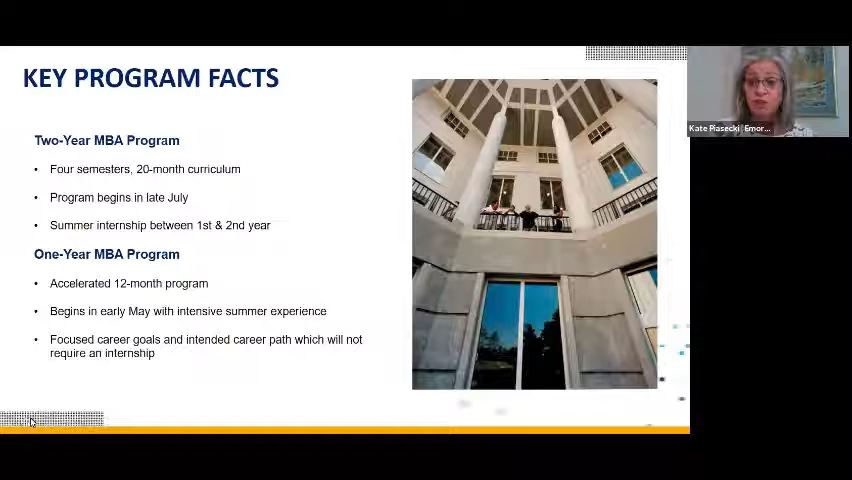 KEY PROGRAM FACTS
Two-Year MBA Program
• Four semesters, 20-month curriculum
• Program begins in late July
• Summer internship between 1st & 2nd year
One-Year MBA Program
• Accelerated 12-month program
• Begins in early May with intensive summer experience
• Focused career goals and intended career path which will not
require an internship
Kate Piasecki "Emor...